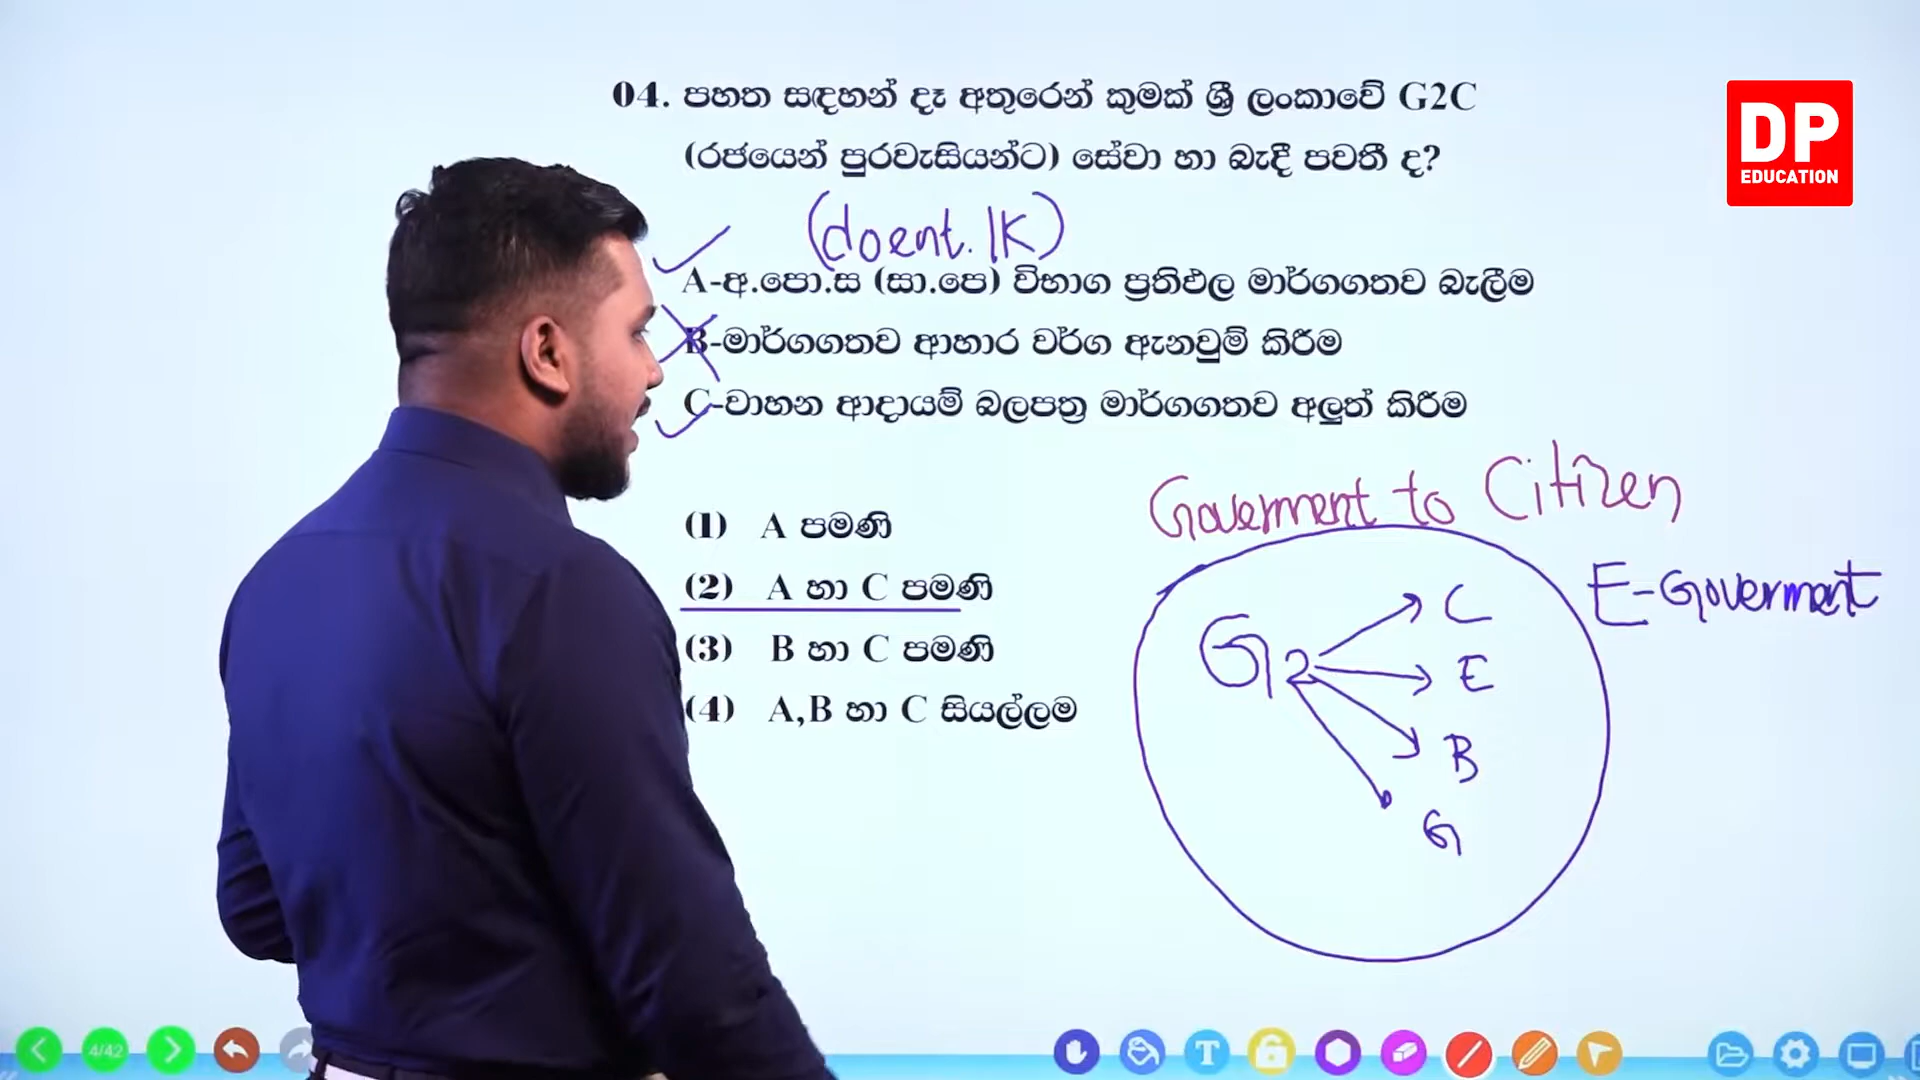 04. පහත සඳහන් දෑ අතුරෙන් කුමක් ශ්‍රී ලංකාවේ G2C
(රජයෙන් පුරවැසියන්ට) සේවා හා බැඳී පවතී ද?
(doent.lk)
A-අ.පො.ස (සා.පෙ) විභාග ප්‍රතිඵල මාර්ගගතව බැලීම
B-මාර්ගගතව ආහාර වර්ග ඇනවුම් කිරීම
C-වාහන ආදායම් බලපත්‍ර මාර්ගගතව අලුත් කිරීම
(1) A පමණි
(2) A හා C පමණි
(3) B හා C පමණි
(4) A,B හා C සියල්ලම
Goverment to Citizen
E-Goverment
G2
C
E
B
G
DP
EDUCATION
4/42
T